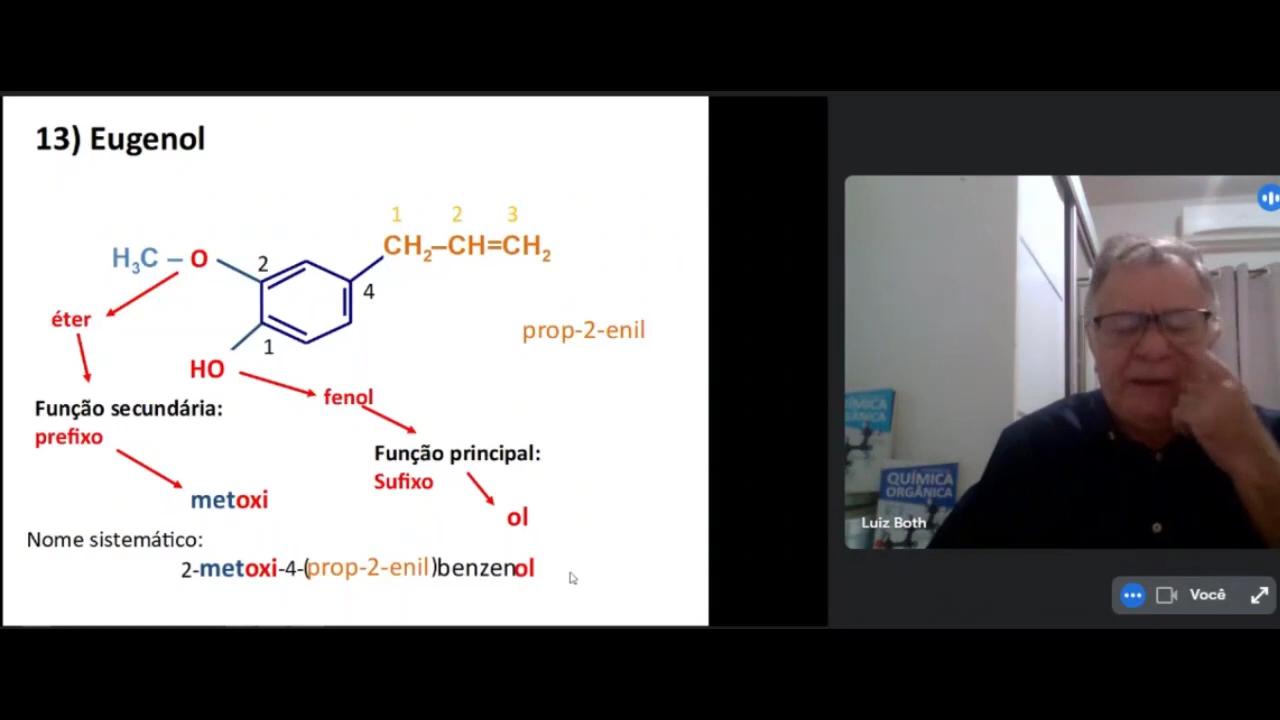 13) Eugenol
1 2 3
H3C – O
CH2–CH=CH2
2
4
prop-2-enil
1
éter
HO
fenol
Função secundária:
prefixo
Função principal:
Sufixo
metoxi
ol
Nome sistemático:
2-metoxi-4-(prop-2-enil)benzenol
QUÍMICA
ORGÂNICA
Luiz Both
Você